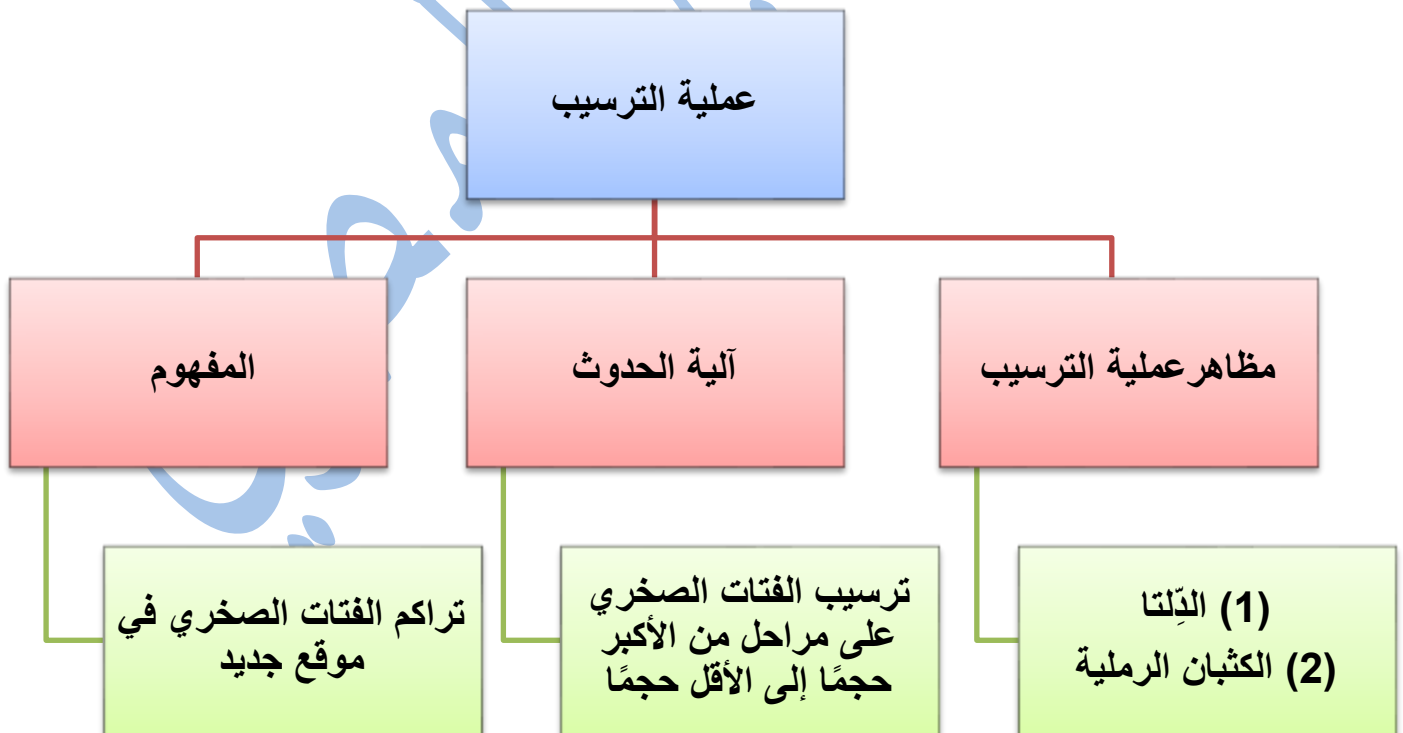 عملية الترسيب
مظاهرعملية الترسيب
آلية الحدوث
المفهوم
(1) الدِّلتا
(2) الكثبان الرملية
ترسيب الفتات الصخري
على مراحل من الأكبر
حجمًا إلى الأقل حجمًا
تراكم الفتات الصخري في
موقع جديد